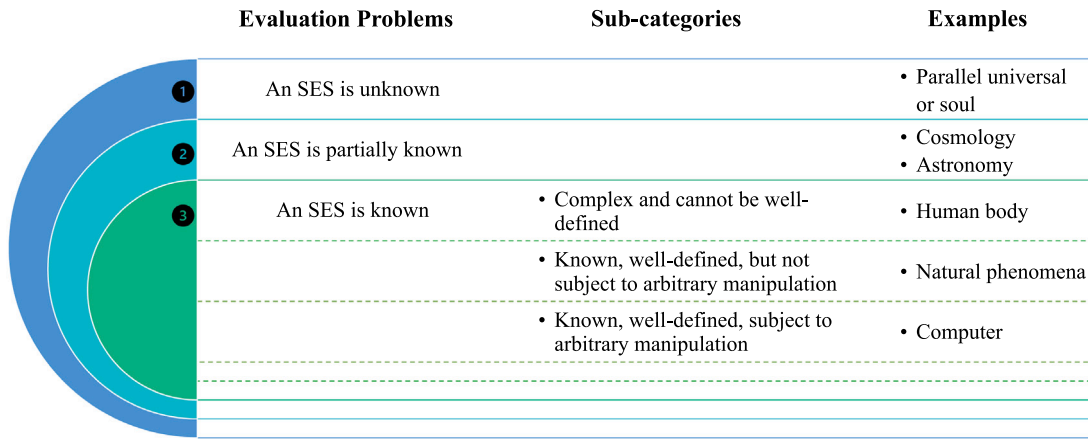 Evaluation Problems Sub-categories Examples
1 An SES is unknown • Parallel universal
or soul
2 An SES is partially known • Cosmology
• Astronomy
3 An SES is known • Complex and cannot be well-
defined • Human body
• Known, well-defined, but not
subject to arbitrary manipulation • Natural phenomena
• Known, well-defined, subject to
arbitrary manipulation • Computer